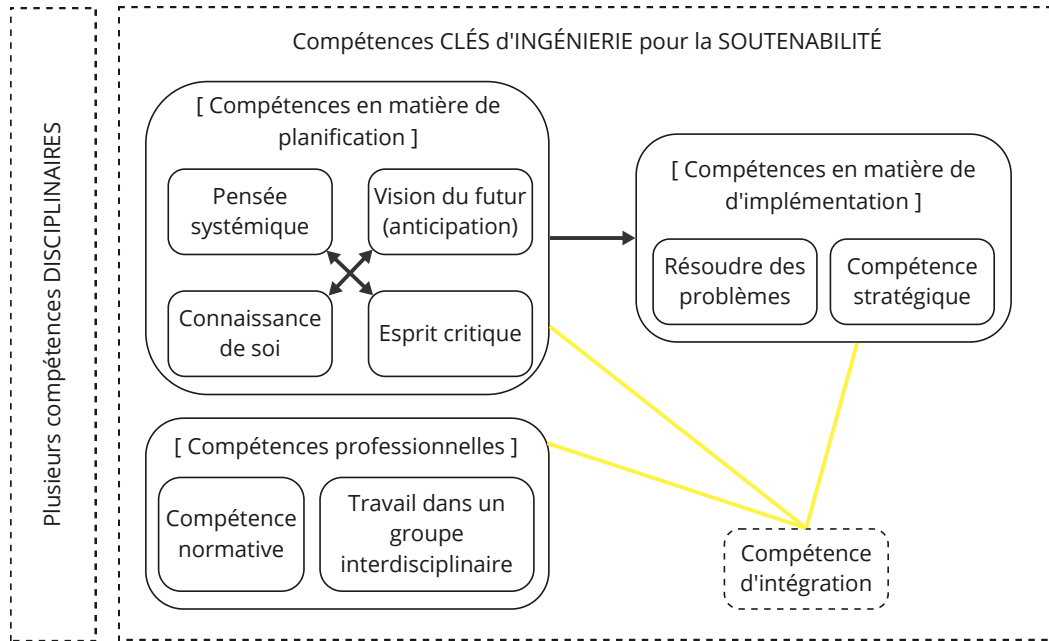 Plusieurs compétences DISCIPLINAIRES
Compétences CLÉS d'INGÉNIERIE pour la SOUTENABILITÉ
[ Compétences en matière de
planification ]
Pensée
systémique
Vision du futur
(anticipation)
Connaissance
de soi
Esprit critique
[ Compétences en matière de
d'implémentation ]
Résoudre des
problèmes
Compétence
stratégique
[ Compétences professionnelles ]
Compétence
normative
Travail dans un
groupe
interdisciplinaire
Compétence
d'intégration